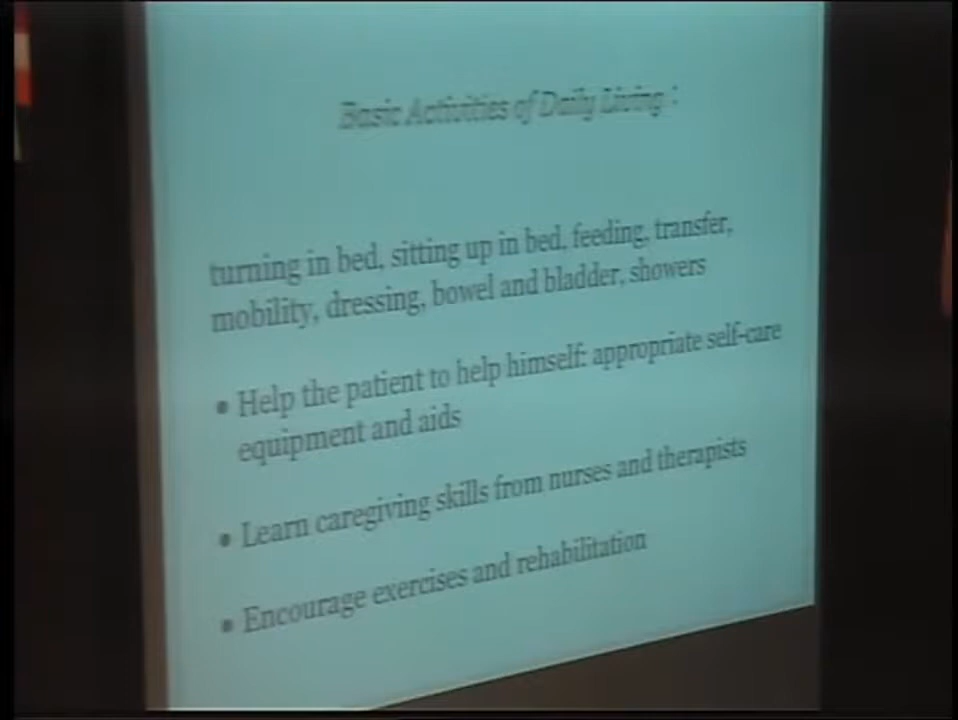 Basic Activities of Daily Living :
turning in bed, sitting up in bed, feeding, transfer,
mobility, dressing, bowel and bladder, showers
• Help the patient to help himself: appropriate self-care
equipment and aids
• Learn caregiving skills from nurses and therapists
• Encourage exercises and rehabilitation